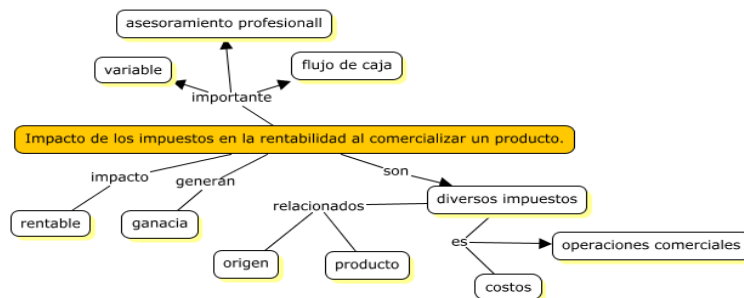 asesoramiento profesionall
variable
flujo de caja
importante
Impacto de los impuestos en la rentabilidad al comercializar un producto.
impacto
generán
son
rentable
ganacia
relacionados
diversos impuestos
origen
producto
es
operaciones comerciales
costos